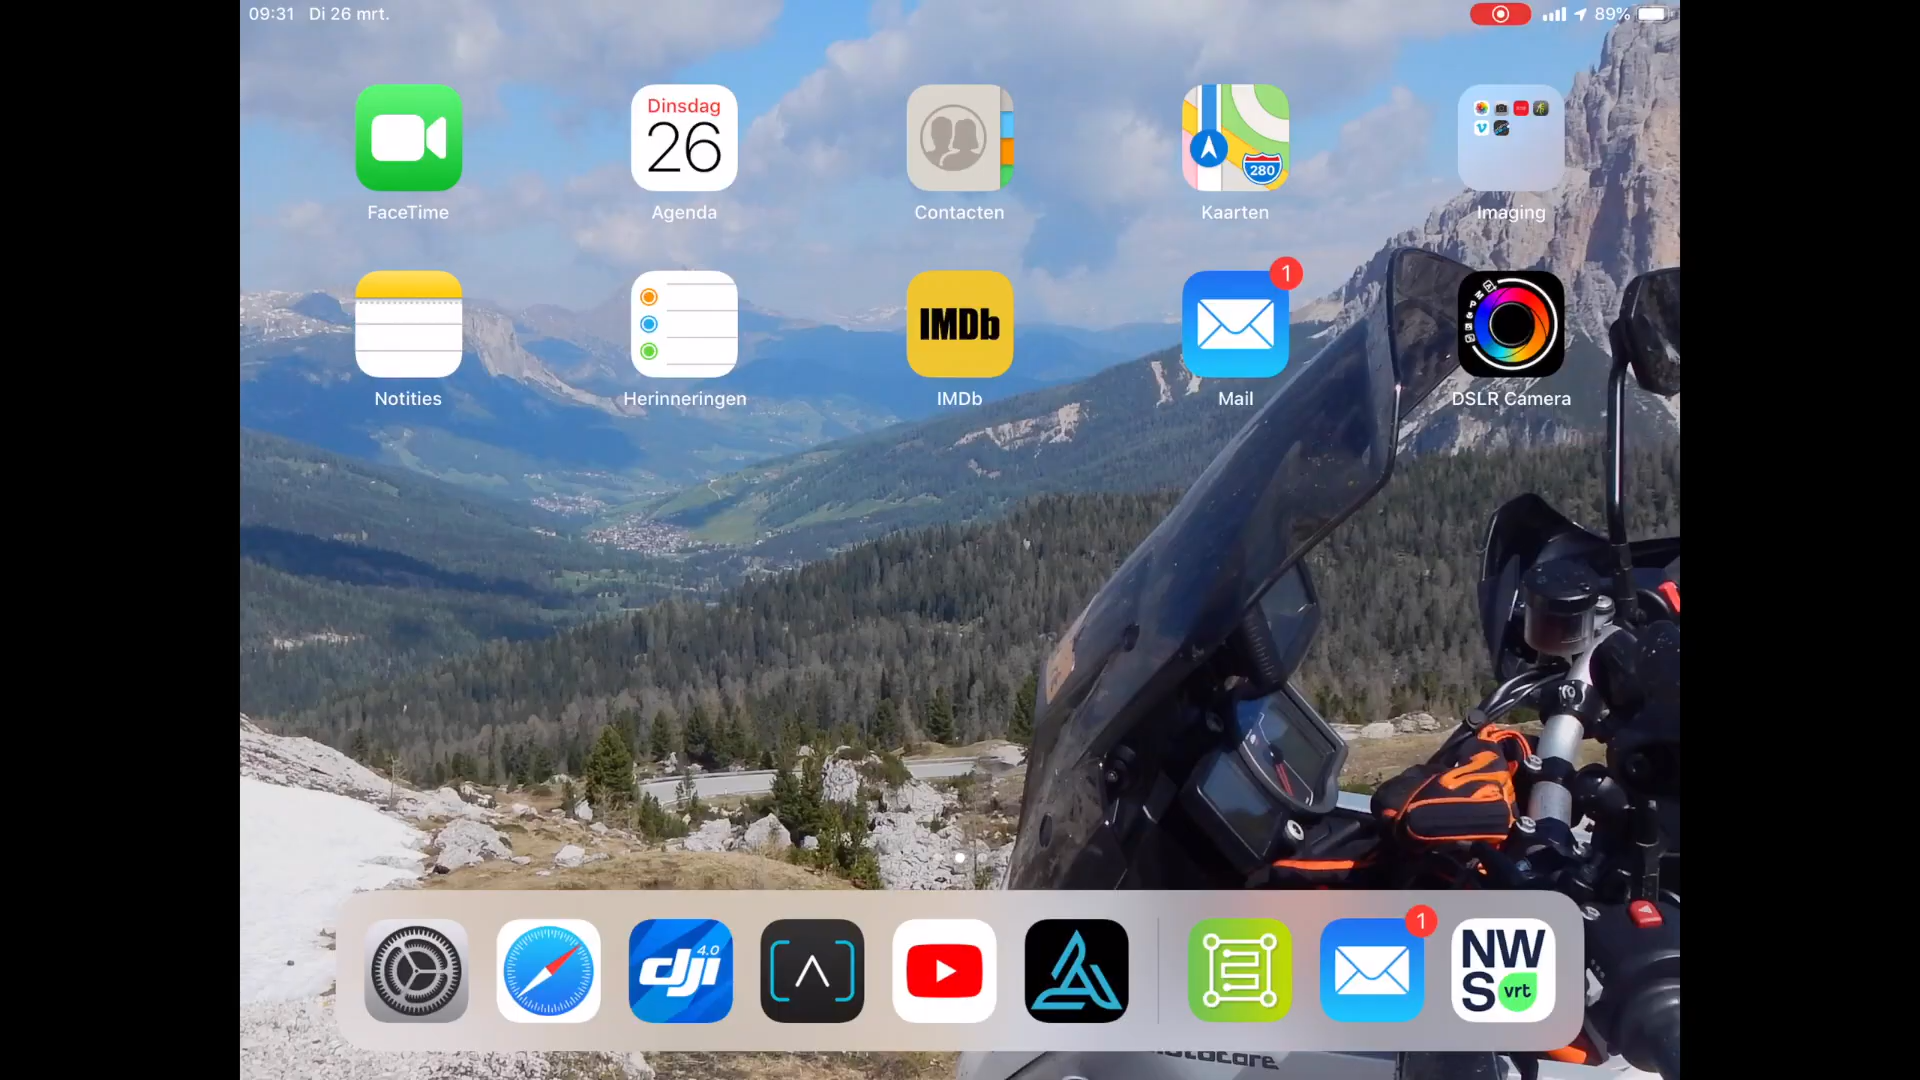 09:31 Di 26 mrt. 89%
Dinsdag
26
280
FaceTime Agenda Contacten Kaarten Imaging
IMDb
1
Notities Herinneringen IMDb Mail DSLR Camera
dji 4.0
1
NW
S vrt